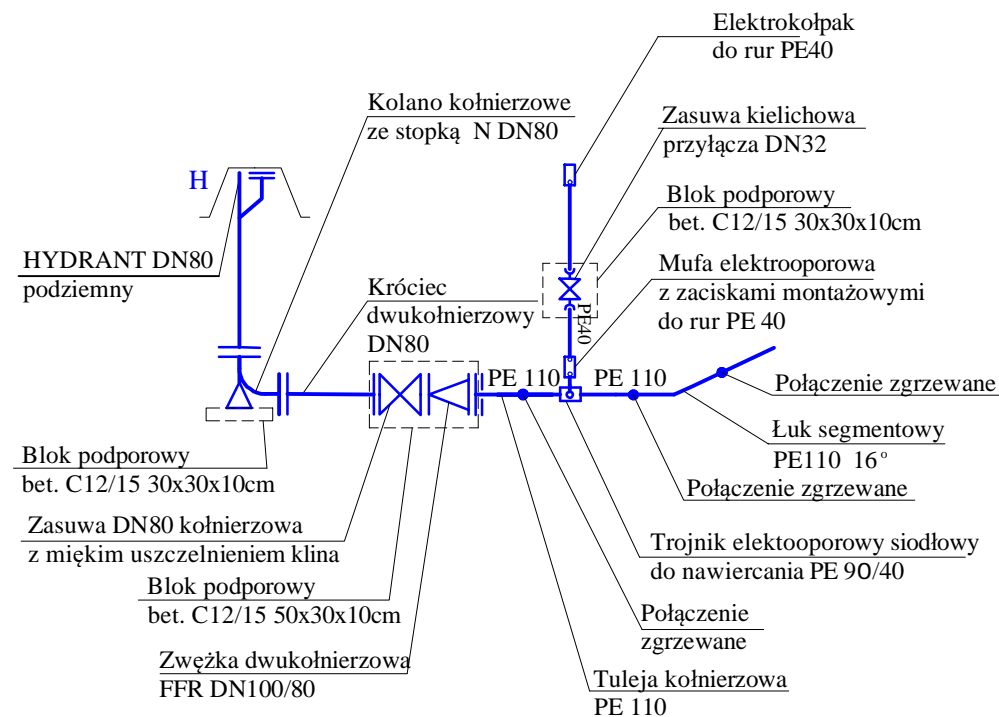 Elektrokołpak
do rur PE40
Kolano kołnierzowe
ze stopką N DN80
Zasuwa kielichowa
przyłącza DN32
H
Blok podporowy
bet. C12/15 30x30x10cm
HYDRANT DN80
podziemny
Króciec
dwukołnierzowy
DN80
Mufa elektrooporowa
z zaciskami montażowymi
do rur PE 40
PE40
PE 110
PE 110
Połączenie zgrzewane
Łuk segmentowy
PE110 16°
Blok podporowy
bet. C12/15 30x30x10cm
Połączenie zgrzewane
Zasuwa DN80 kołnierzowa
z miękim uszczelnieniem klina
Trojnik elektooporowy siodłowy
do nawiercania PE 90/40
Blok podporowy
bet. C12/15 50x30x10cm
Połączenie
zgrzewane
Zwężka dwukołnierzowa
FFR DN100/80
Tuleja kołnierzowa
PE 110